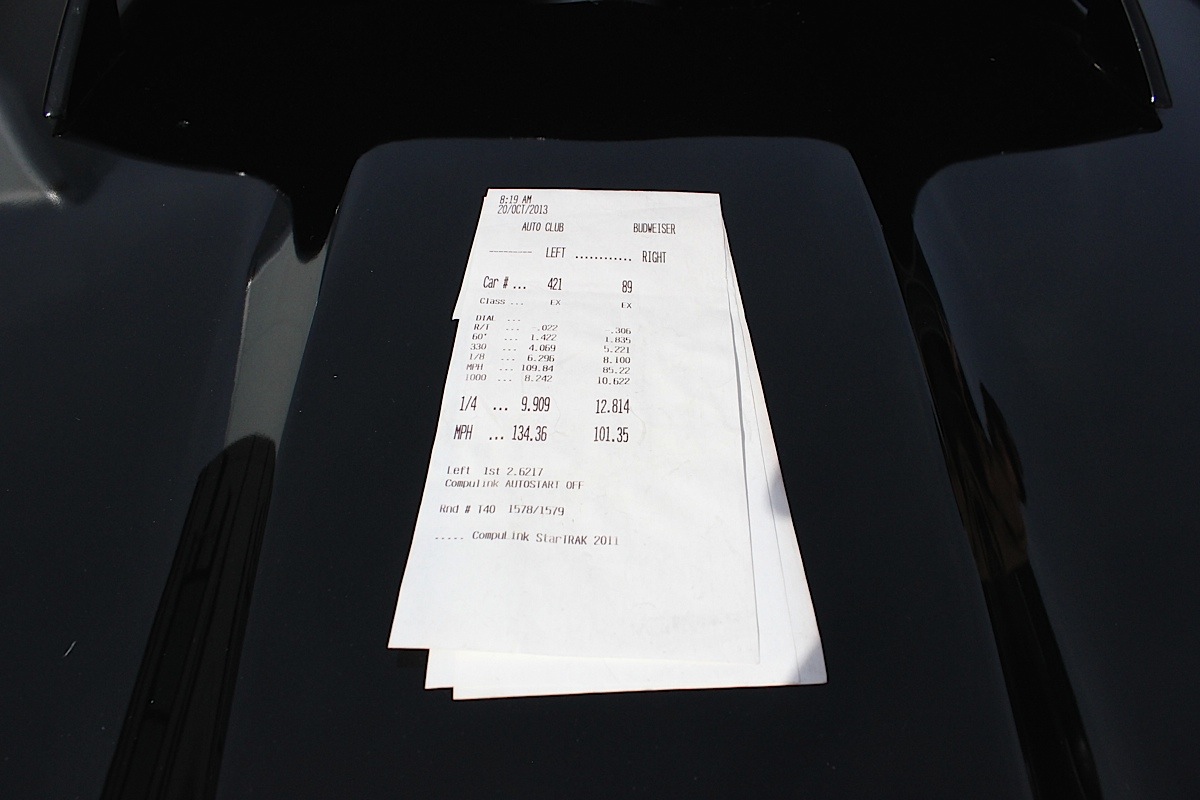 8:19 AM
20/OCT/2013
AUTO CLUB BUDWEISER
--------- LEFT ............ RIGHT
Car # ... 421 89
Class ... EX EX
DIAL ...
R/T ... -.022 -.306
60' ... 1.422 1.835
330 ... 4.069 5.221
1/8 ... 6.296 8.100
MPH ... 109.84 85.22
1000 ... 8.242 10.622
1/4 ... 9.909 12.814
MPH ... 134.36 101.35
Left 1st 2.6217
Compulink AUTOSTART OFF
Rnd # T40 1578/1579
..... CompuLink StarTRAK 2011